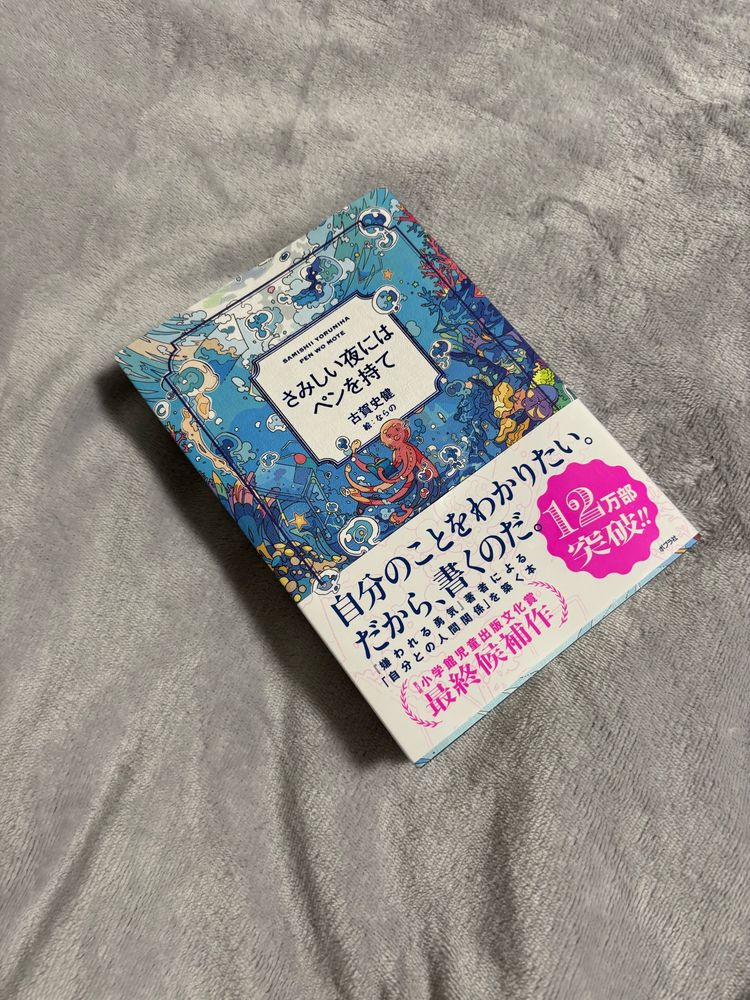 SAMISHII YORUNIHA
PEN WO MOTE
さみしい夜には
ペンを持て
古賀史健
絵：ならの
自分のことをわかりたい。
だから、書くのだ。
「嫌われる勇気」著者による
「自分との人間関係」を築く本
12万部
突破!!
小学館児童出版文化賞
最終候補作
ポプラ社